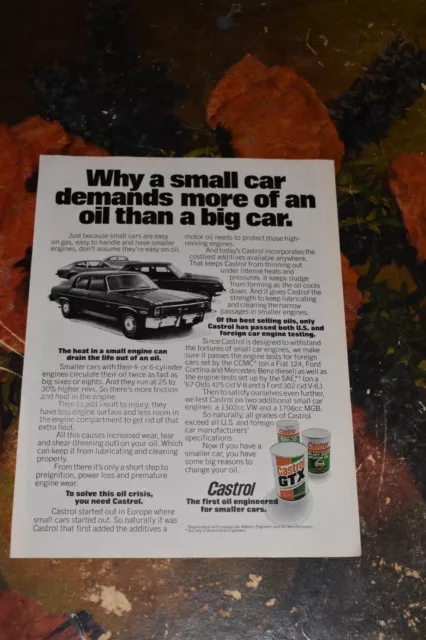 Why a small car
demands more of an
oil than a big car.
Just because small cars are easy
on gas, easy to handle and have smaller
engines, don't assume they're easy on oil.
The heat in a small engine can
drain the life out of an oil.
Smaller cars with their 4- or 6-cylinder
engines circulate their oil twice as fast as
big sixes or eights. And they run at 25 to
30% higher revs. So there's more friction
and heat in the engine.
Then to add insult to injury; they
have less engine surface and less room in
the engine compartment to get rid of that
extra heat.
All this causes increased wear, tear
and shear (thinning out) on your oil. Which
can keep it from lubricating and cleaning
properly.
From there it's only a short step to
preignition, power loss and premature
engine wear.
To solve this oil crisis,
you need Castrol.
Castrol started out in Europe where
small cars started out. So naturally it was
Castrol that first added the additives a
motor oil needs to protect those high-
revving engines.
And today's Castrol incorporates the
costliest additives available anywhere.
That keeps Castrol from thinning out
under intense heats and
pressures. It keeps sludge
from forming as the oil cools
down. And it gives Castrol the
strength to keep lubricating
and cleaning the narrow
passages in smaller engines.
Of the best selling oils, only
Castrol has passed both U.S. and
foreign car engine testing.
Since Castrol is designed to withstand
the tortures of small car engines, we make
sure it passes the engine tests for foreign
cars set by the CCMC* (on a Fiat 124, Ford
Cortina and Mercedes-Benz diesel) as well as
the engine tests set up by the SAE** (on a
'67 Olds 425 cid V-8 and a Ford 302 cid V-8.)
Then to satisfy ourselves even further,
we test Castrol on two additional small car
engines: a 1302cc VW and a 1798cc MGB.
So naturally, all grades of Castrol
exceed all U.S. and foreign
car manufacturers'
specifications.
Now if you have a
smaller car, you have
some big reasons to
change your oil.
Castrol
The first oil engineered
for smaller cars.
Castrol
GTX